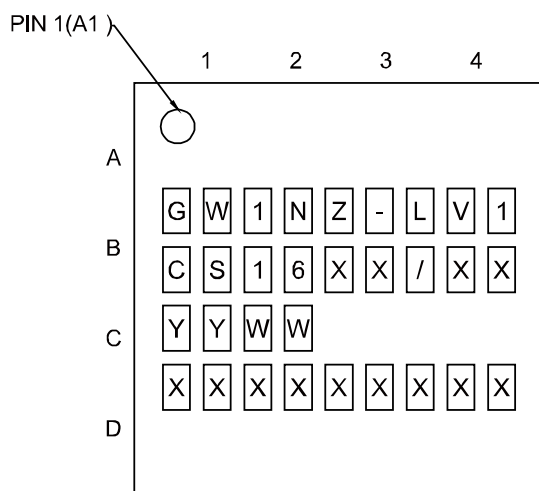 PIN 1(A1 )
1 2 3 4
A
GW1NZ-LV1
B
CS16XX/XX
C
YYWW
XXXXXXXXX
D